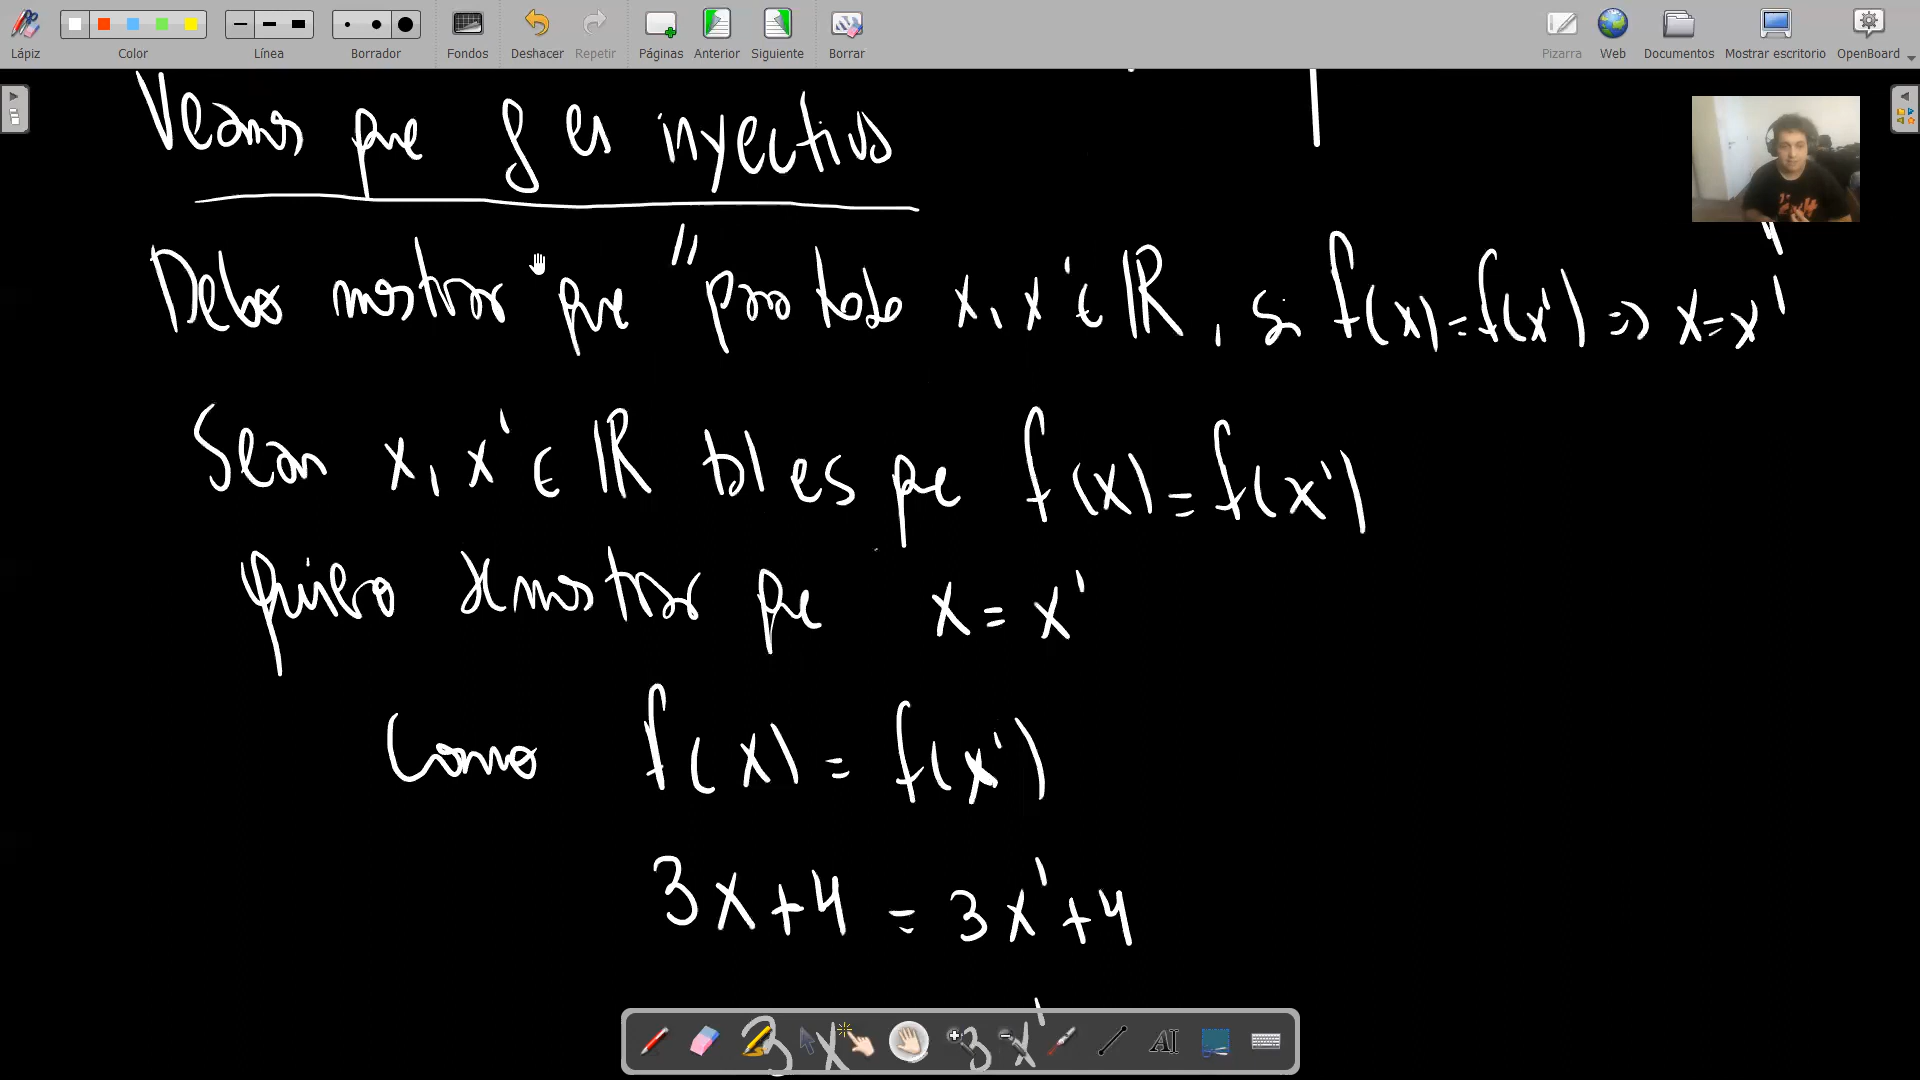 Lápiz Color Línea Borrador Fondos Deshacer Repetir Páginas Anterior Siguiente Borrar Pizarra Web Documentos Mostrar escritorio OpenBoard
Veamos que f es inyectiva
Debo mostrar que "para todo x, x' ∈ ℝ, si f(x) = f(x') ⇒ x = x'"
Sean x, x' ∈ ℝ tales que f(x) = f(x')
quiero demostrar que x = x'
Como f(x) = f(x')
3x + 4 = 3x' + 4
3x 3x'